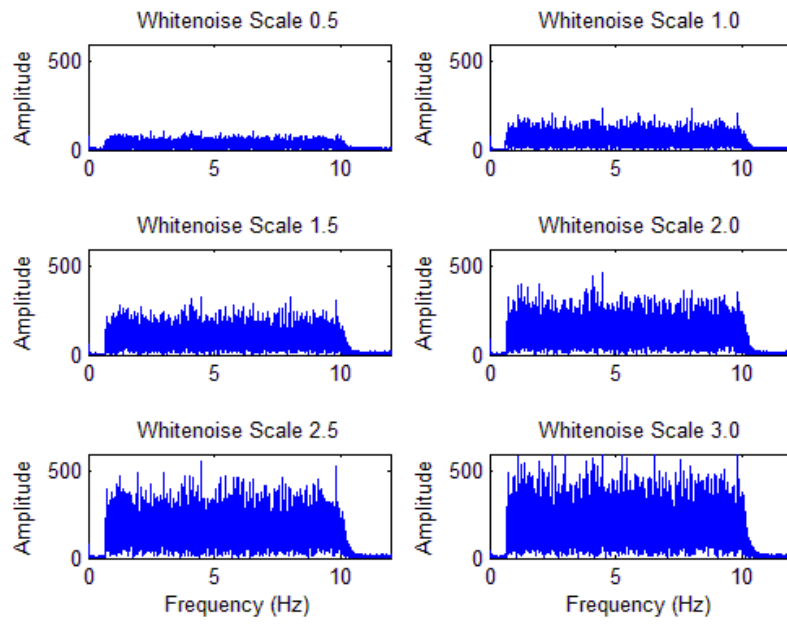 Whitenoise Scale 0.5
Amplitude
500
0
0 5 10
Whitenoise Scale 1.0
Amplitude
500
0
0 5 10
Whitenoise Scale 1.5
Amplitude
500
0
0 5 10
Whitenoise Scale 2.0
Amplitude
500
0
0 5 10
Whitenoise Scale 2.5
Amplitude
500
0
0 5 10
Frequency (Hz)
Whitenoise Scale 3.0
Amplitude
500
0
0 5 10
Frequency (Hz)